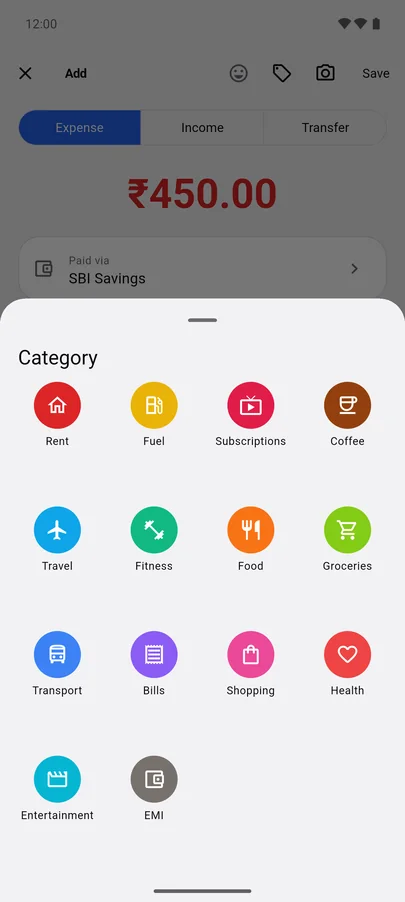 12:00
Add
Save
Expense
Income
Transfer
₹450.00
Paid via
SBI Savings
Category
Rent
Fuel
Subscriptions
Coffee
Travel
Fitness
Food
Groceries
Transport
Bills
Shopping
Health
Entertainment
EMI